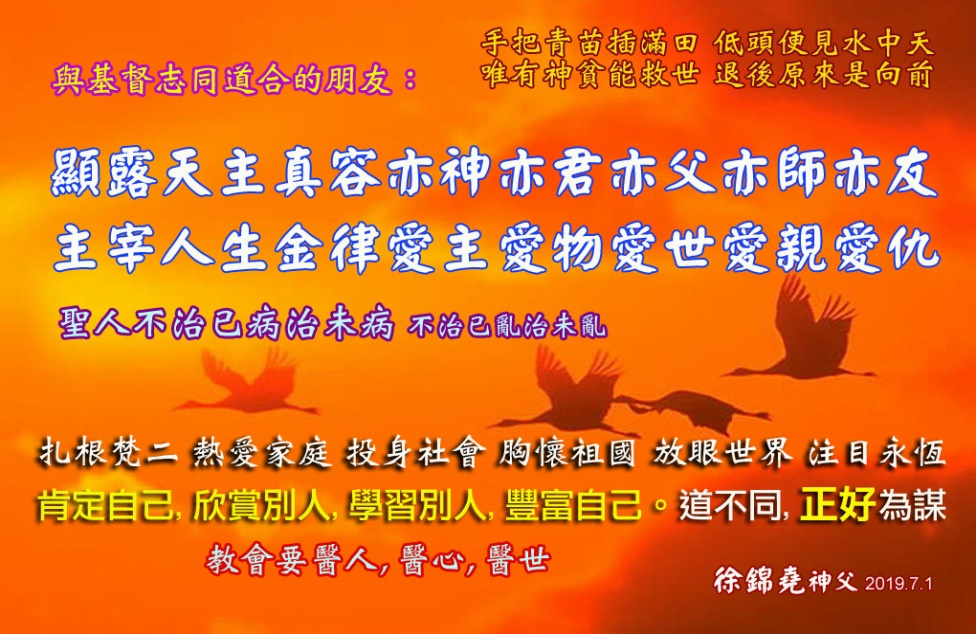 手把青苗插滿田 低頭便見水中天
唯有神貧能救世 退後原來是向前
與基督志同道合的朋友：
顯露天主真容亦神亦君亦父亦師亦友
主宰人生金律愛主愛物愛世愛親愛仇
聖人不治已病治未病 不治已亂治未亂
扎根梵二 熱愛家庭 投身社會 胸懷祖國 放眼世界 注目永恆
肯定自己, 欣賞別人, 學習別人, 豐富自己。道不同, 正好為謀
教會要醫人, 醫心, 醫世
徐錦堯神父 2019.7.1